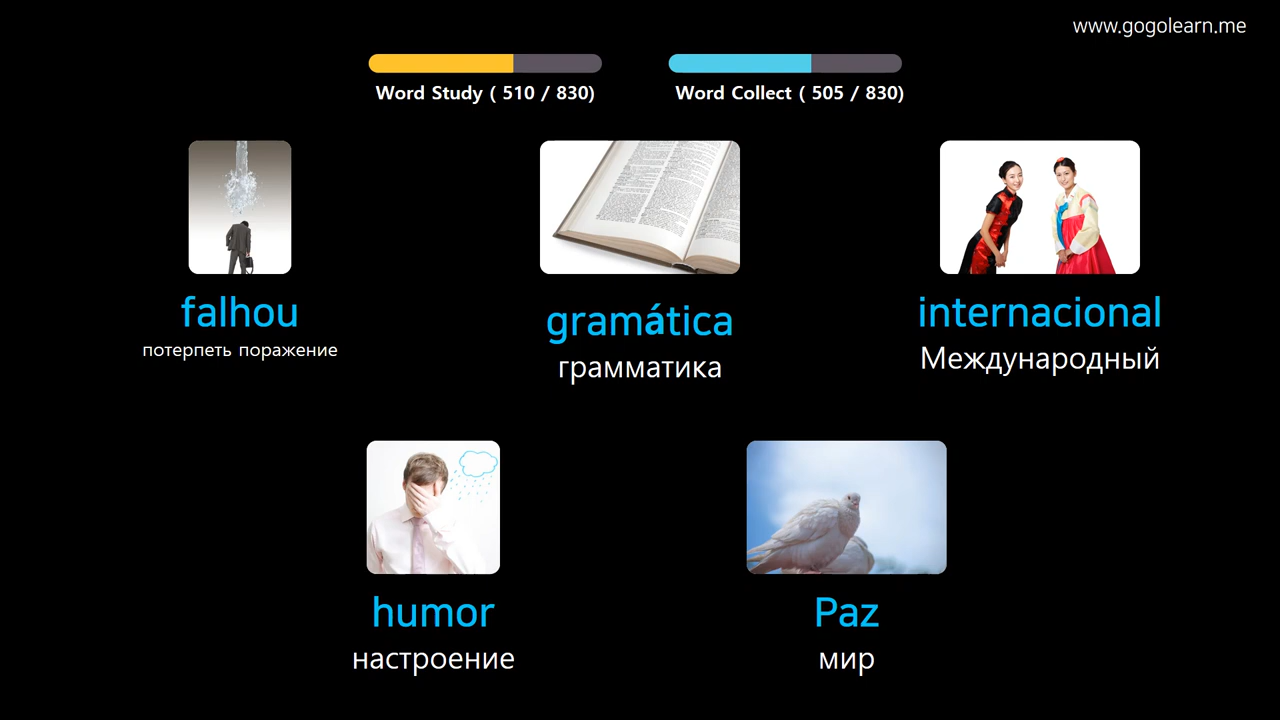 www.gogolearn.me
Word Study ( 510 / 830)
Word Collect ( 505 / 830)
falhou
потерпеть поражение
gramática
грамматика
internacional
Международный
humor
настроение
Paz
мир